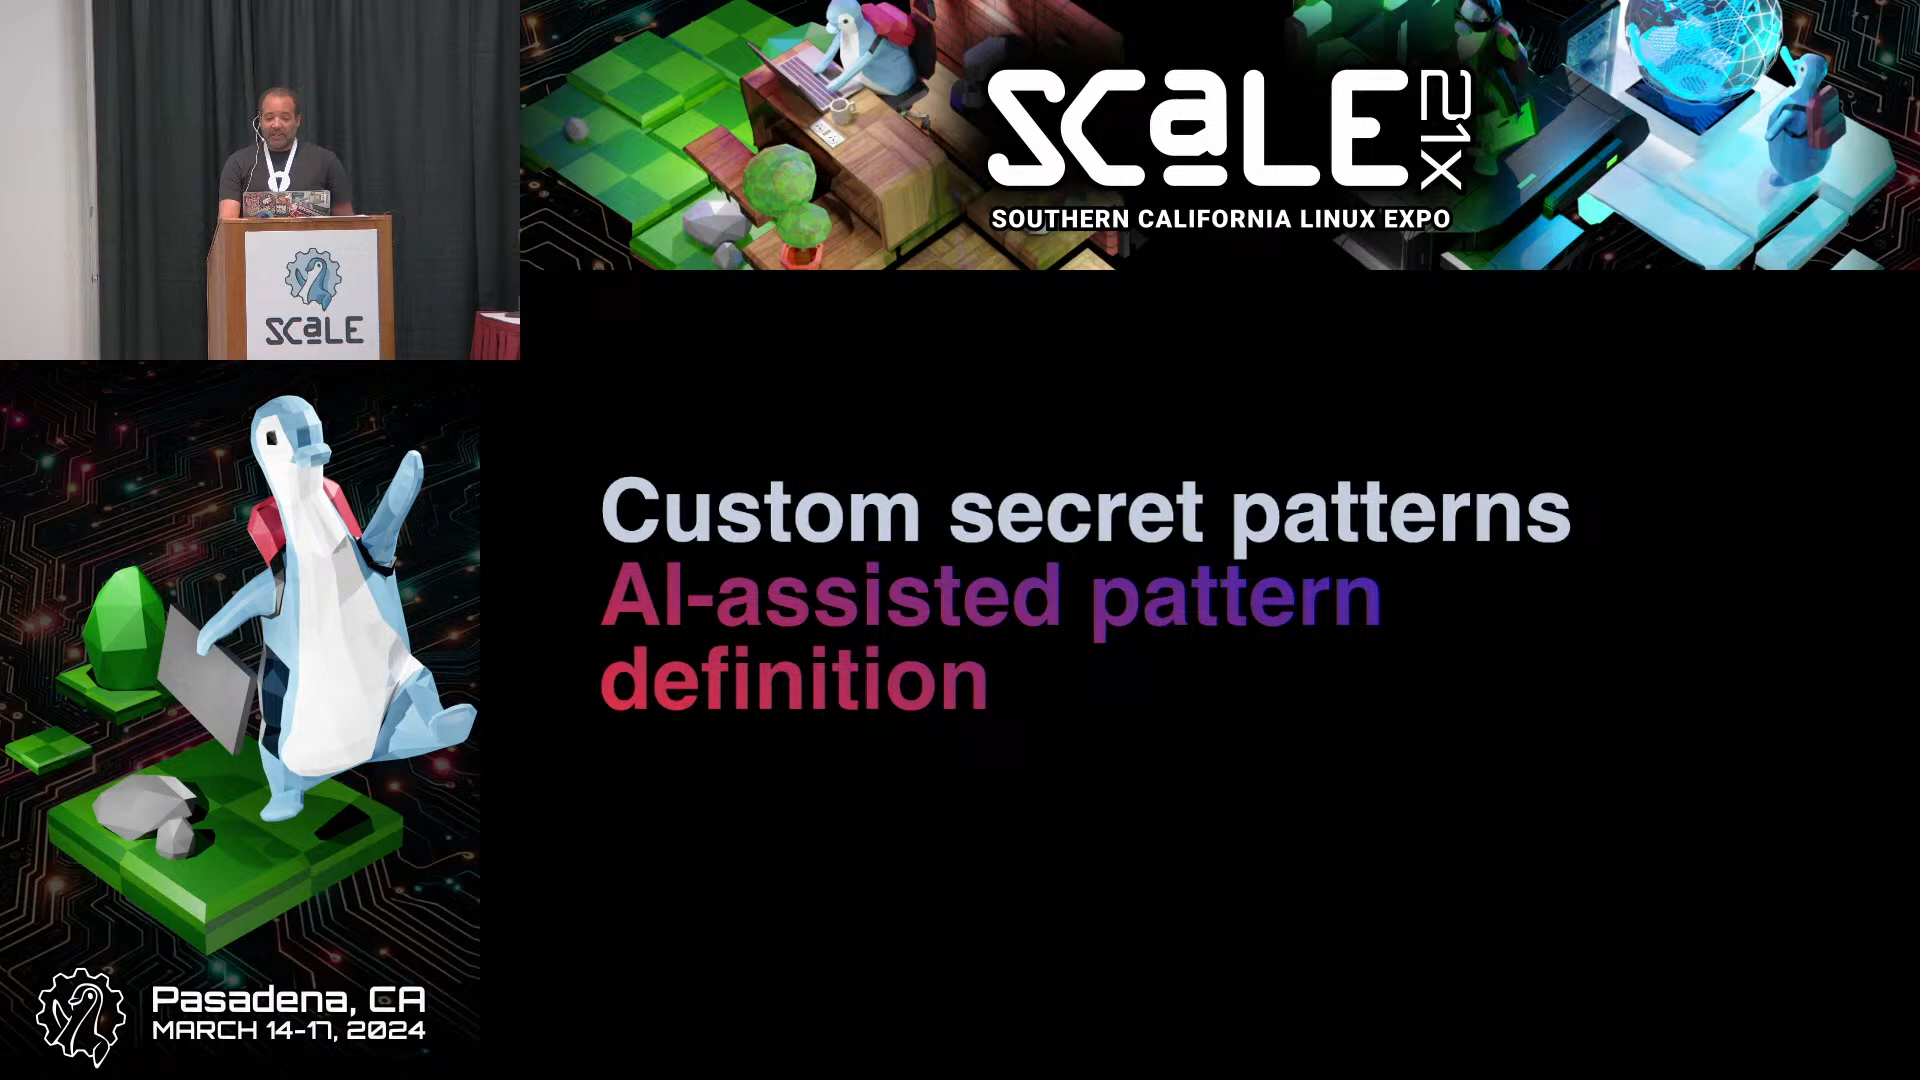 SCaLE
21X
SOUTHERN CALIFORNIA LINUX EXPO
SCaLE
Custom secret patterns
AI-assisted pattern
definition
Pasadena, CA
MARCH 14-17, 2024